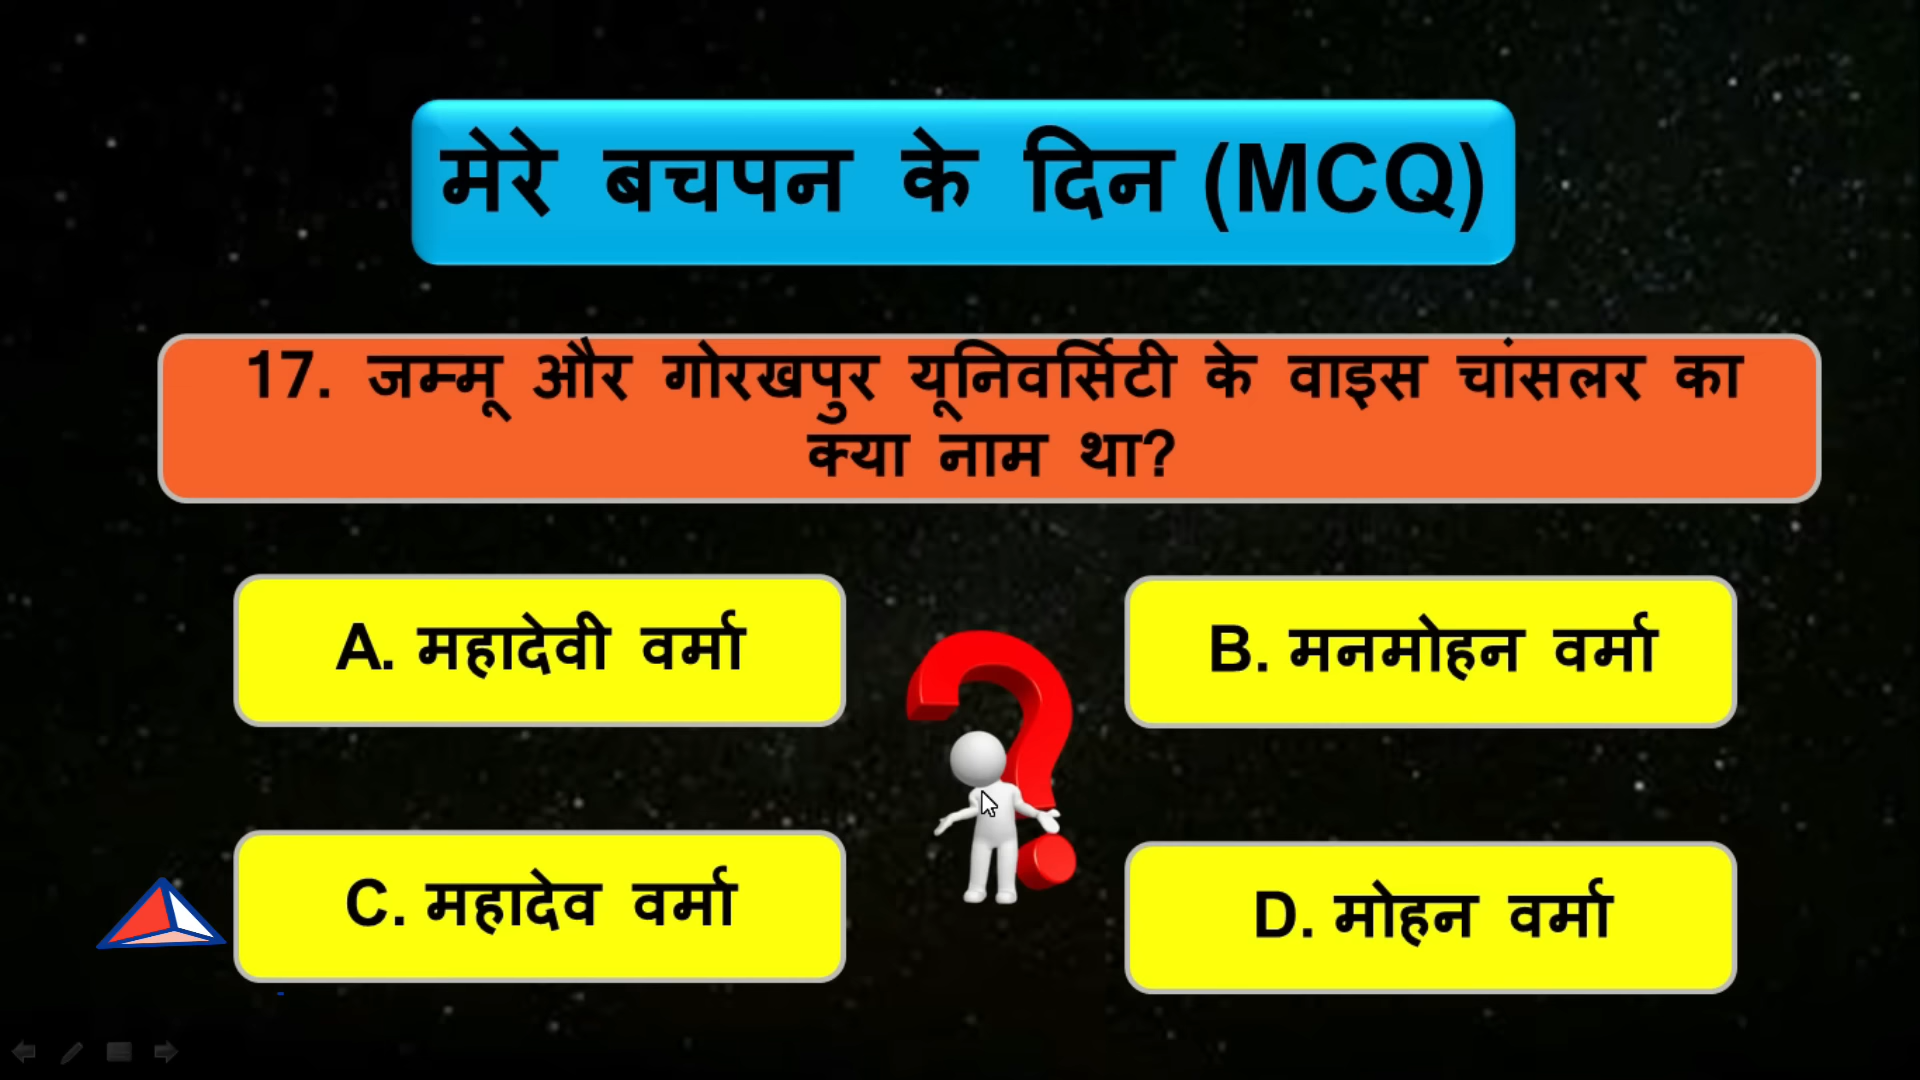 मेरे बचपन के दिन (MCQ)
17. जम्मू और गोरखपुर यूनिवर्सिटी के वाइस चांसलर का
क्या नाम था?
A. महादेवी वर्मा
B. मनमोहन वर्मा
C. महादेव वर्मा
D. मोहन वर्मा